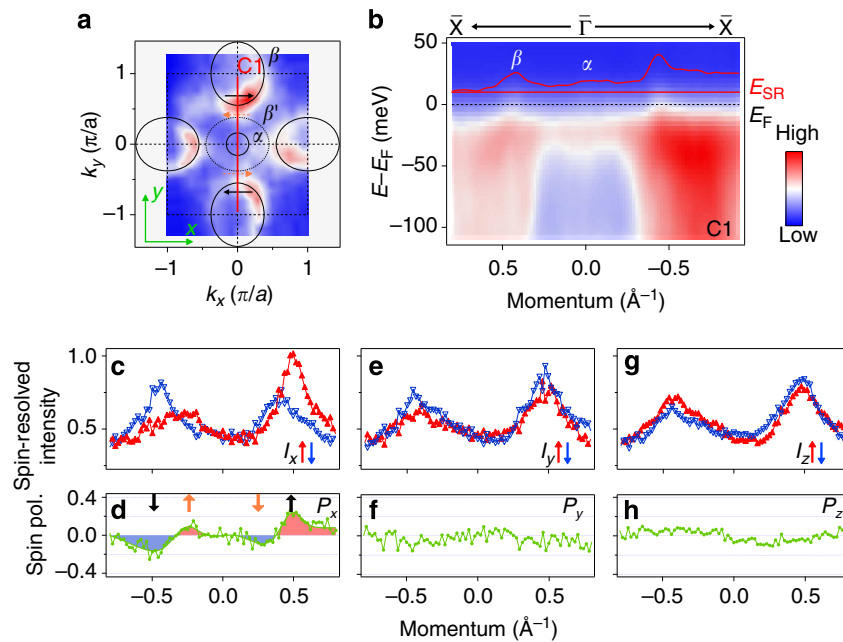 a
b
X̄ ← Γ̄ → X̄
C1
β
β'
α
1
0
−1
k_y (π/a)
y
x
−1 0 1
k_x (π/a)
50
0
−50
−100
E–E_F (meV)
β
α
E_SR
E_F
High
Low
C1
0.5 0.0 −0.5
Momentum (Å⁻¹)
c
e
g
1.0
0.5
Spin-resolved
intensity
I_x↑↓
I_y↑↓
I_z↑↓
d
f
h
P_x
P_y
P_z
0.4
0.0
−0.4
Spin pol.
−0.5 0.0 0.5
−0.5 0.0 0.5
−0.5 0.0 0.5
Momentum (Å⁻¹)